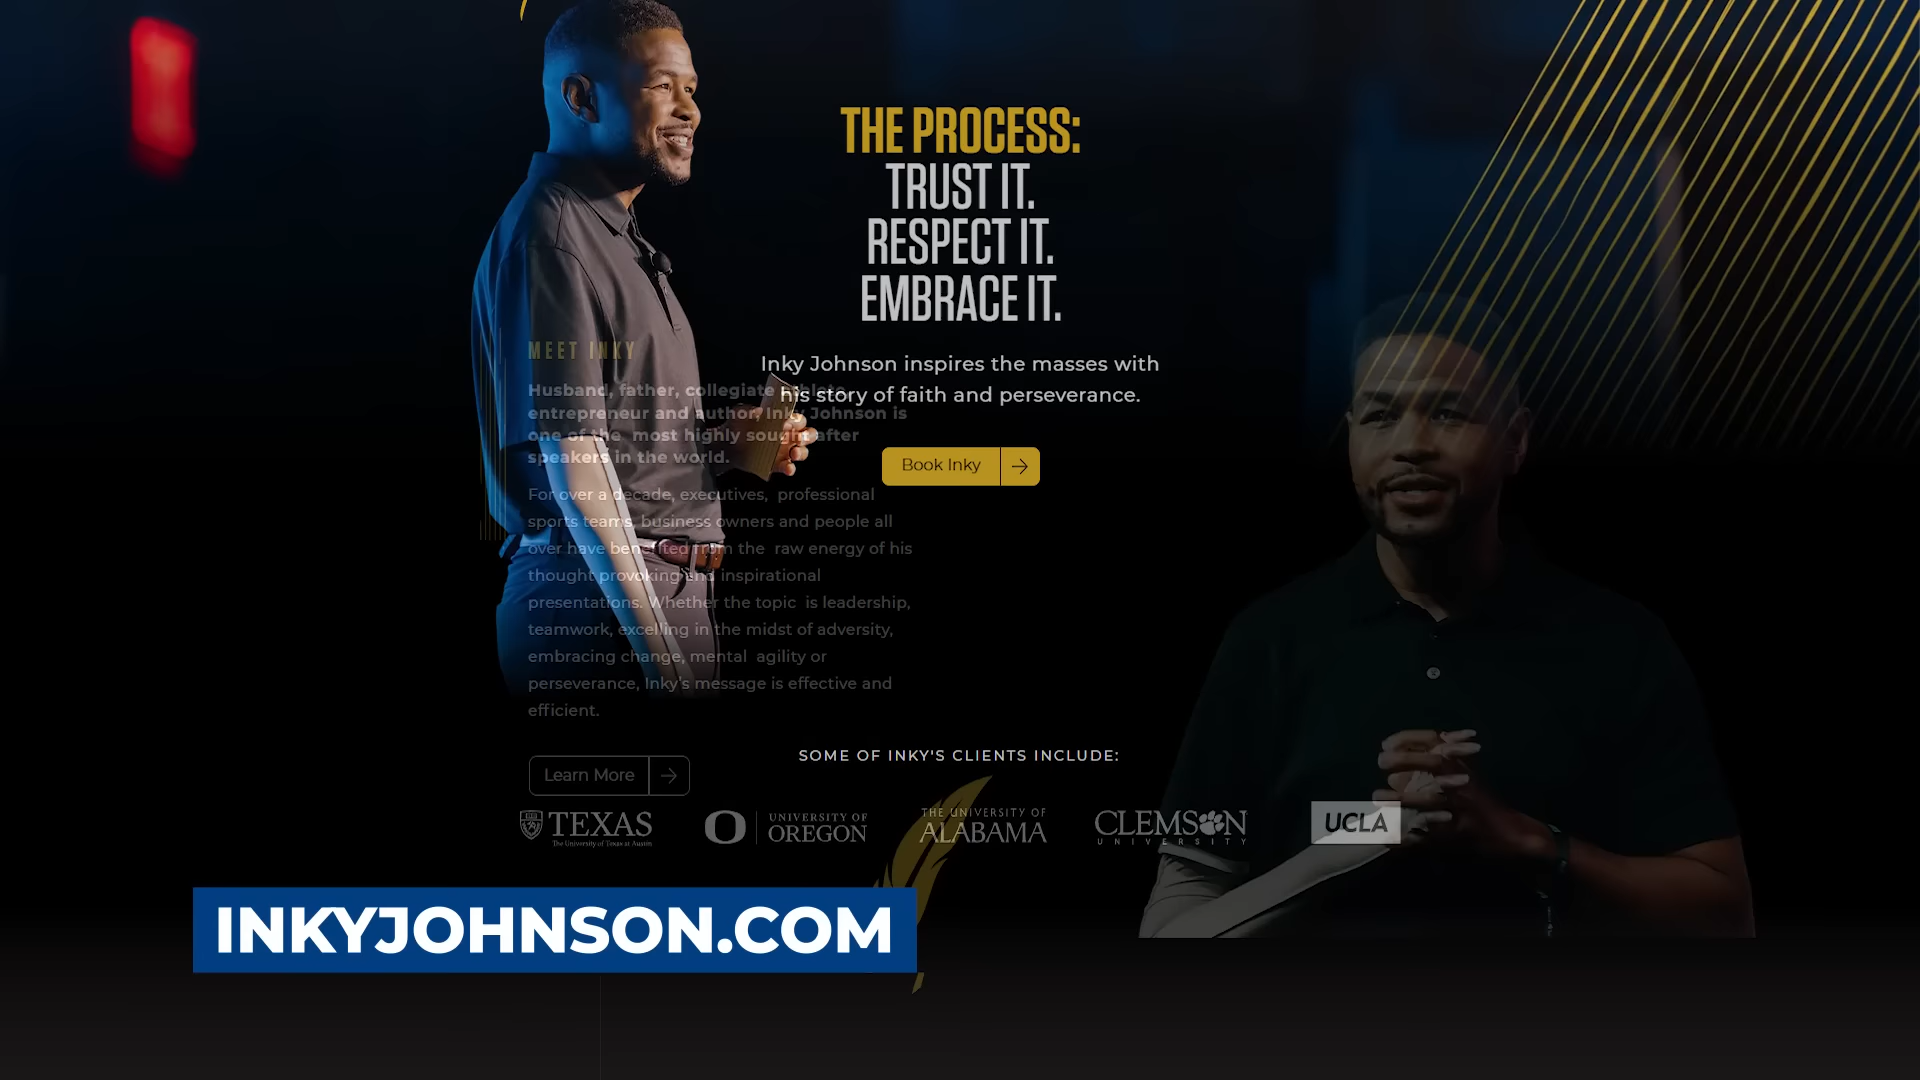 THE PROCESS:
TRUST IT.
RESPECT IT.
EMBRACE IT.
Inky Johnson inspires the masses with
his story of faith and perseverance.
Book Inky
MEET INKY
Husband, father, collegiate athlete,
entrepreneur and author, Inky Johnson is
one of the most highly sought after
speakers in the world.
For over a decade, executives, professional
sports teams, business owners and people all
over have benefited from the raw energy of his
thought provoking and inspirational
presentations. Whether the topic is leadership,
teamwork, excelling in the midst of adversity,
embracing change, mental agility or
perseverance, Inky's message is effective and
efficient.
Learn More
SOME OF INKY'S CLIENTS INCLUDE:
TEXAS
The University of Texas at Austin
UNIVERSITY OF
OREGON
THE UNIVERSITY OF
ALABAMA
CLEMSON
UNIVERSITY
UCLA
INKYJOHNSON.COM